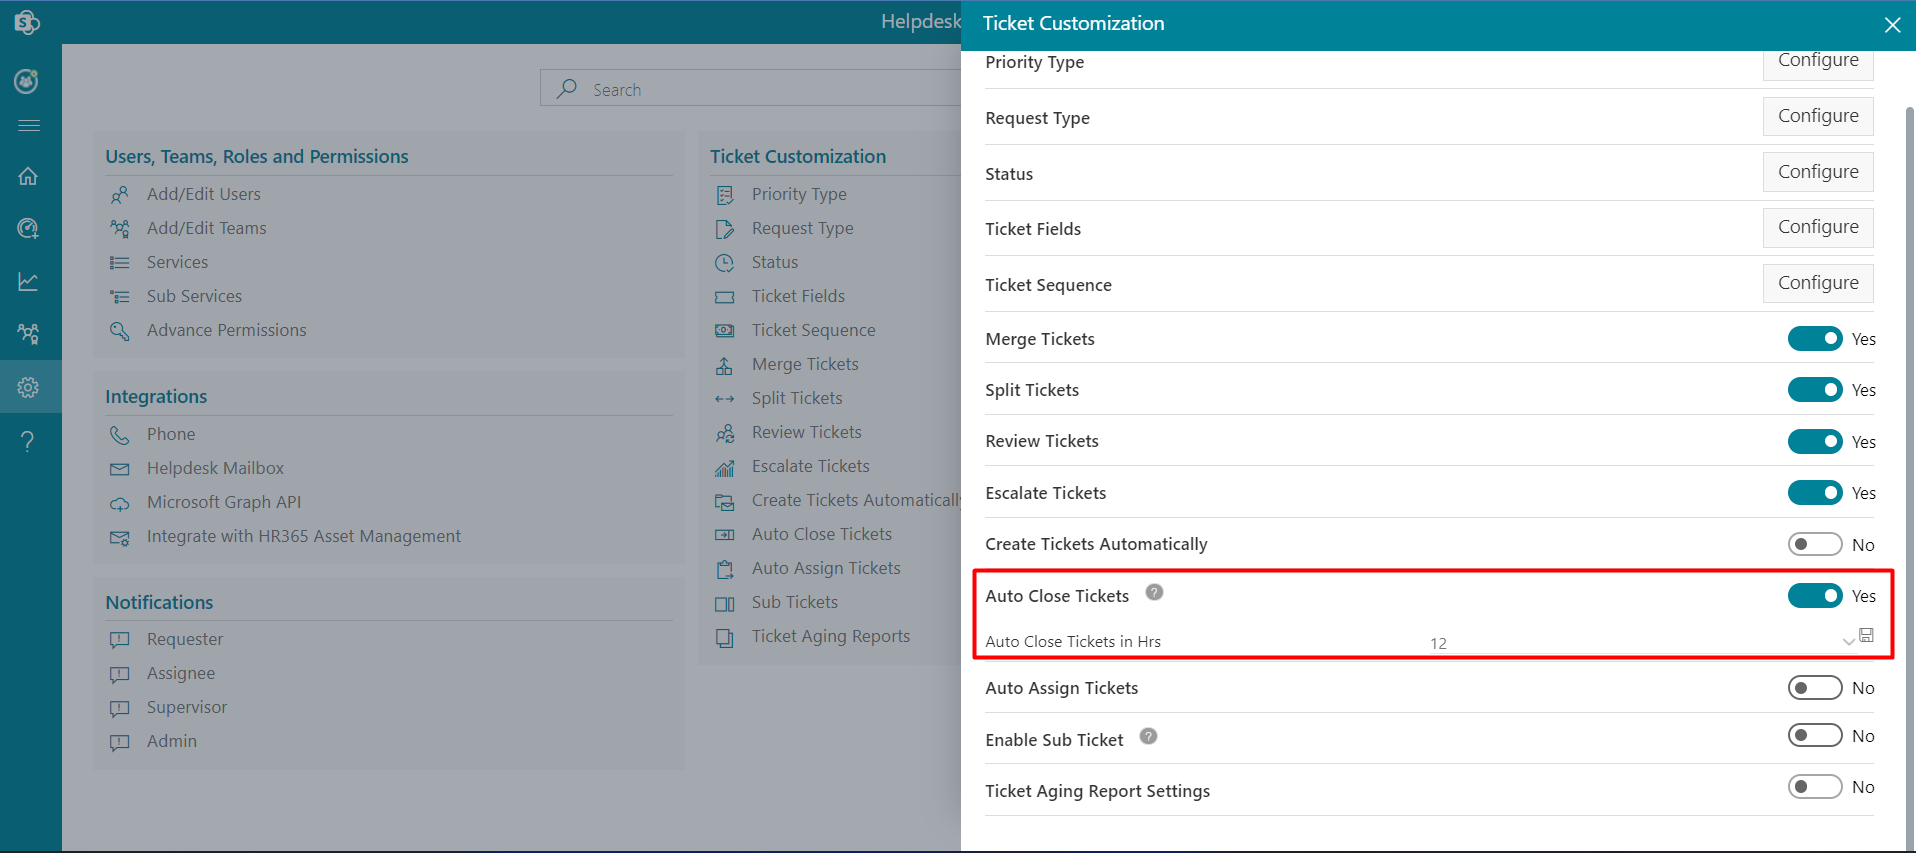 Helpdesk
Search
Users, Teams, Roles and Permissions
Add/Edit Users
Add/Edit Teams
Services
Sub Services
Advance Permissions
Integrations
Phone
Helpdesk Mailbox
Microsoft Graph API
Integrate with HR365 Asset Management
Notifications
Requester
Assignee
Supervisor
Admin
Ticket Customization
Priority Type
Request Type
Status
Ticket Fields
Ticket Sequence
Merge Tickets
Split Tickets
Review Tickets
Escalate Tickets
Create Tickets Automatically
Auto Close Tickets
Auto Assign Tickets
Sub Tickets
Ticket Aging Reports
Ticket Customization
Priority Type Configure
Request Type Configure
Status Configure
Ticket Fields Configure
Ticket Sequence Configure
Merge Tickets Yes
Split Tickets Yes
Review Tickets Yes
Escalate Tickets Yes
Create Tickets Automatically No
Auto Close Tickets ? Yes
Auto Close Tickets in Hrs 12
Auto Assign Tickets No
Enable Sub Ticket ? No
Ticket Aging Report Settings No